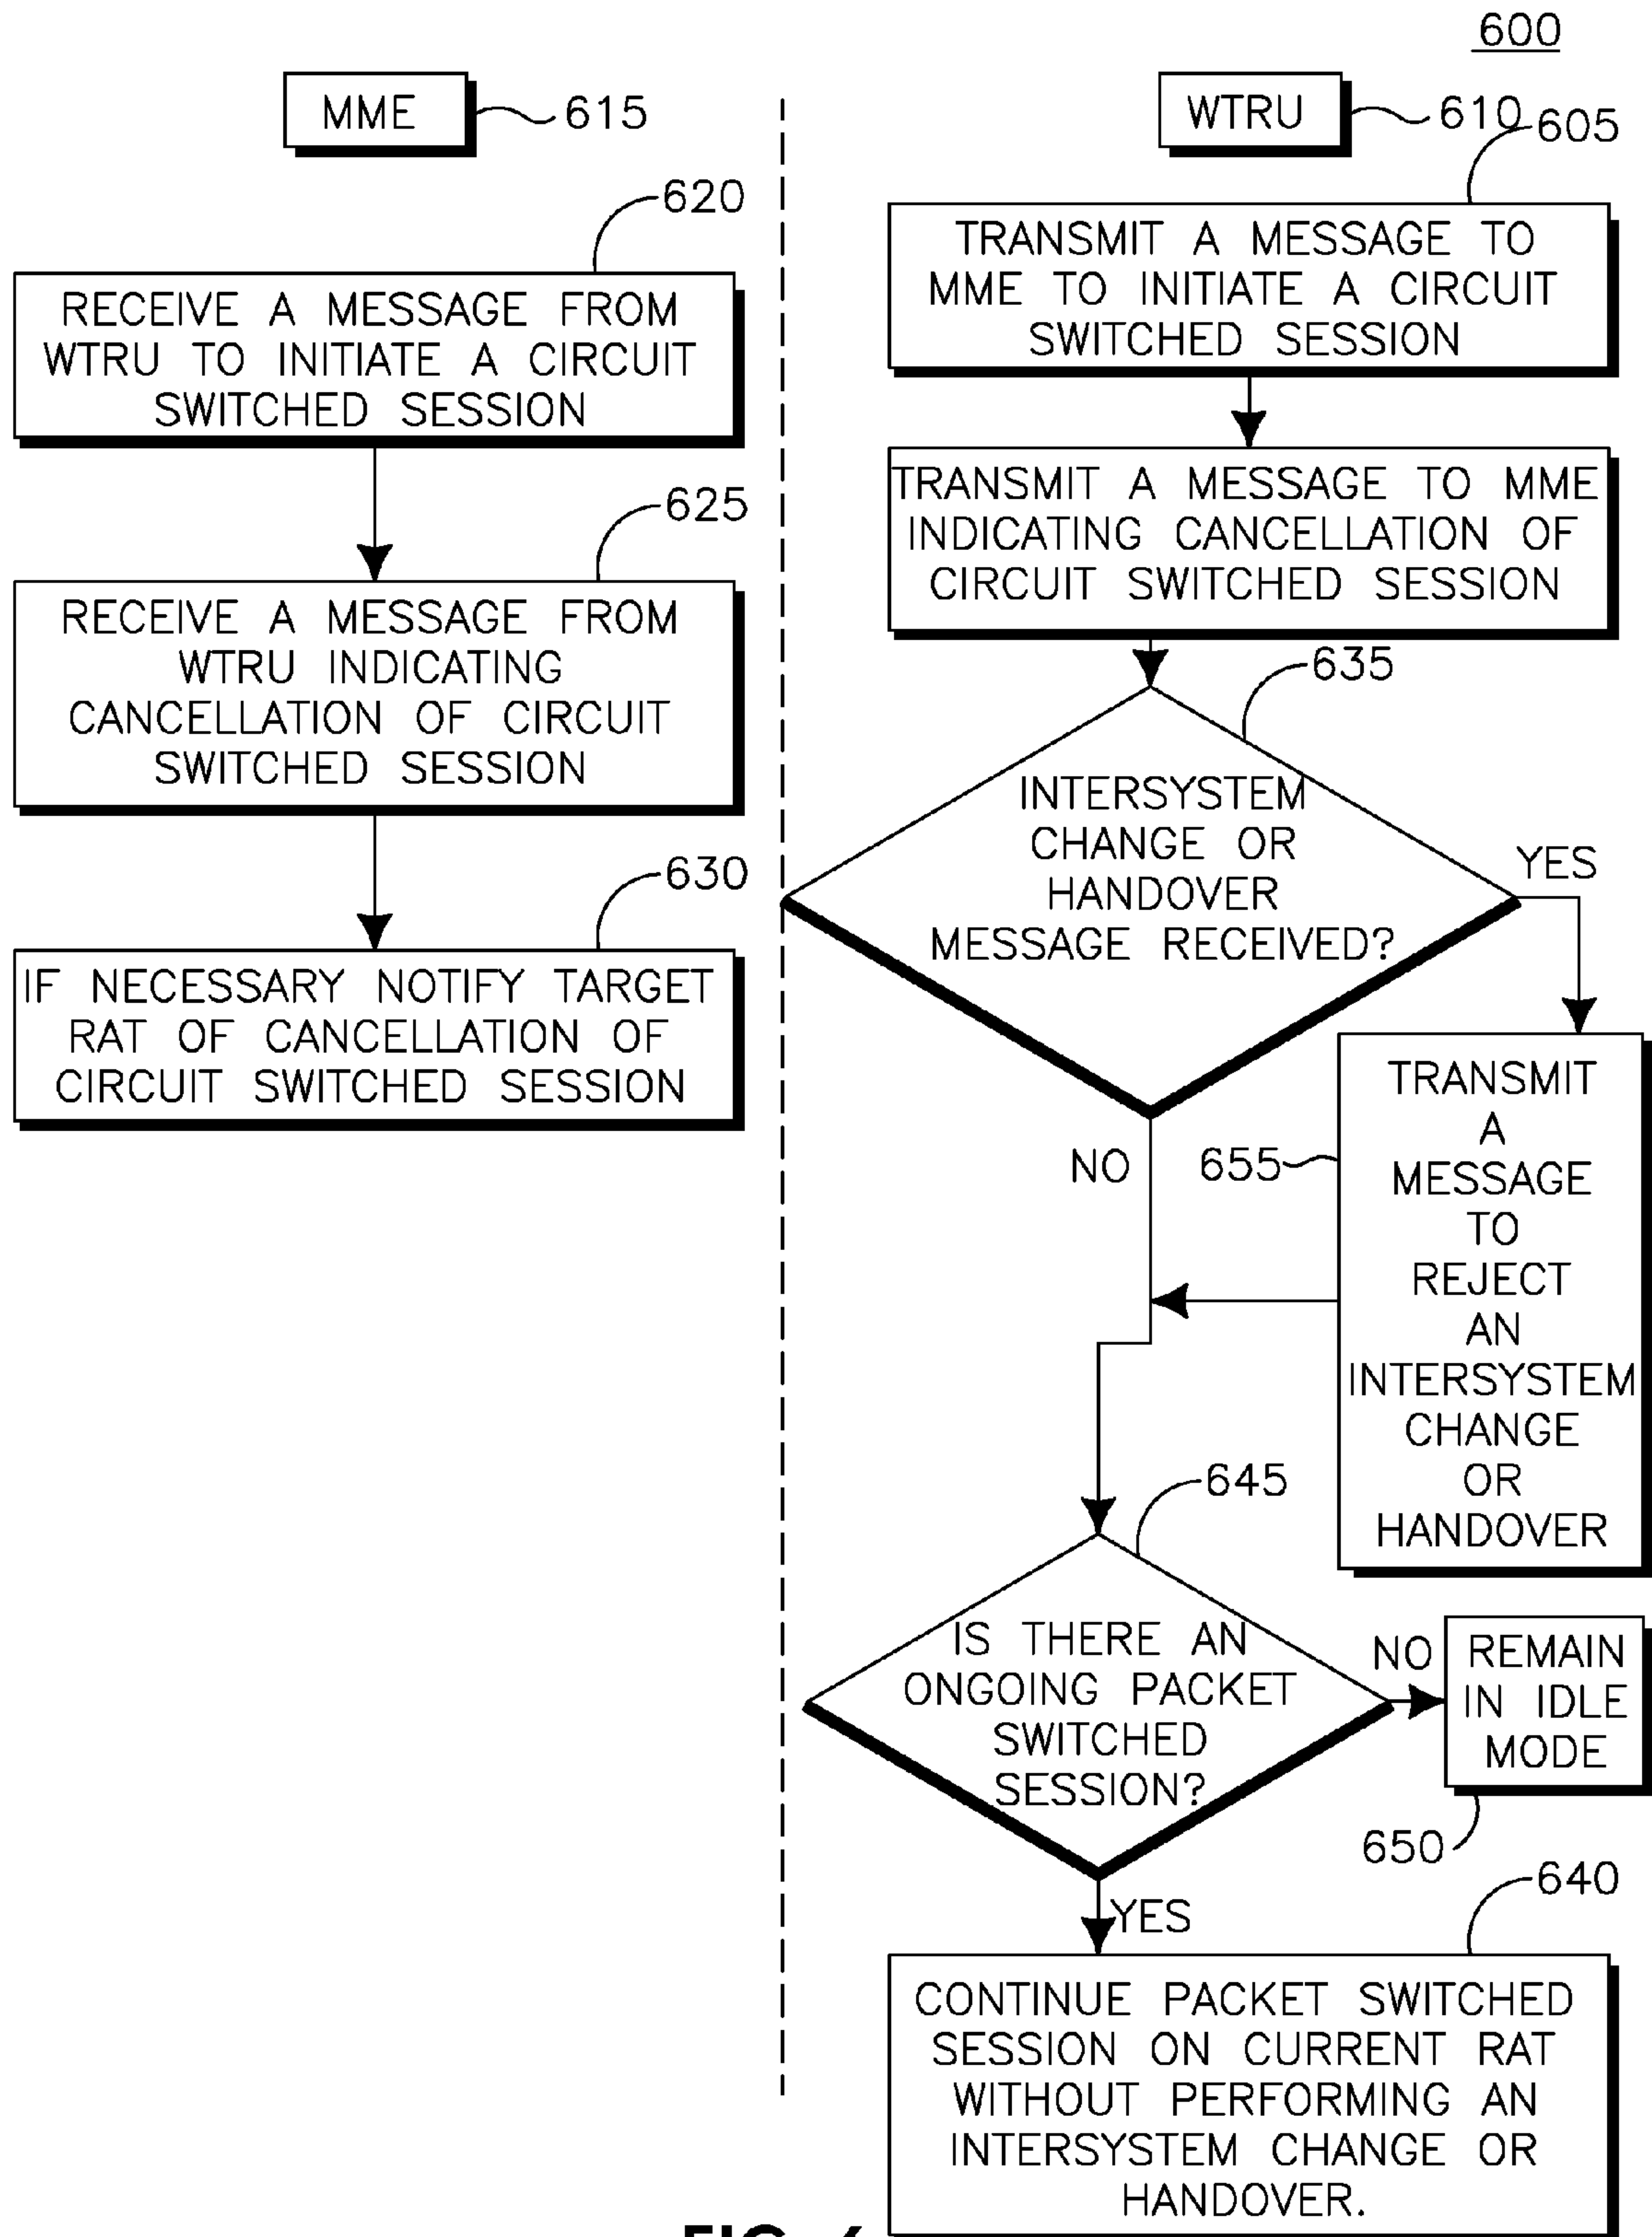 600
MME
615
WTRU
610
605
620
RECEIVE A MESSAGE FROM
WTRU TO INITIATE A CIRCUIT
SWITCHED SESSION
625
RECEIVE A MESSAGE FROM
WTRU INDICATING
CANCELLATION OF CIRCUIT
SWITCHED SESSION
630
IF NECESSARY NOTIFY TARGET
RAT OF CANCELLATION OF
CIRCUIT SWITCHED SESSION
TRANSMIT A MESSAGE TO
MME TO INITIATE A CIRCUIT
SWITCHED SESSION
TRANSMIT A MESSAGE TO MME
INDICATING CANCELLATION OF
CIRCUIT SWITCHED SESSION
635
INTERSYSTEM
CHANGE OR
HANDOVER
MESSAGE RECEIVED?
YES
NO
655
TRANSMIT
A
MESSAGE
TO
REJECT
AN
INTERSYSTEM
CHANGE
OR
HANDOVER
645
IS THERE AN
ONGOING PACKET
SWITCHED
SESSION?
NO
REMAIN
IN IDLE
MODE
650
YES
640
CONTINUE PACKET SWITCHED
SESSION ON CURRENT RAT
WITHOUT PERFORMING AN
INTERSYSTEM CHANGE OR
HANDOVER.